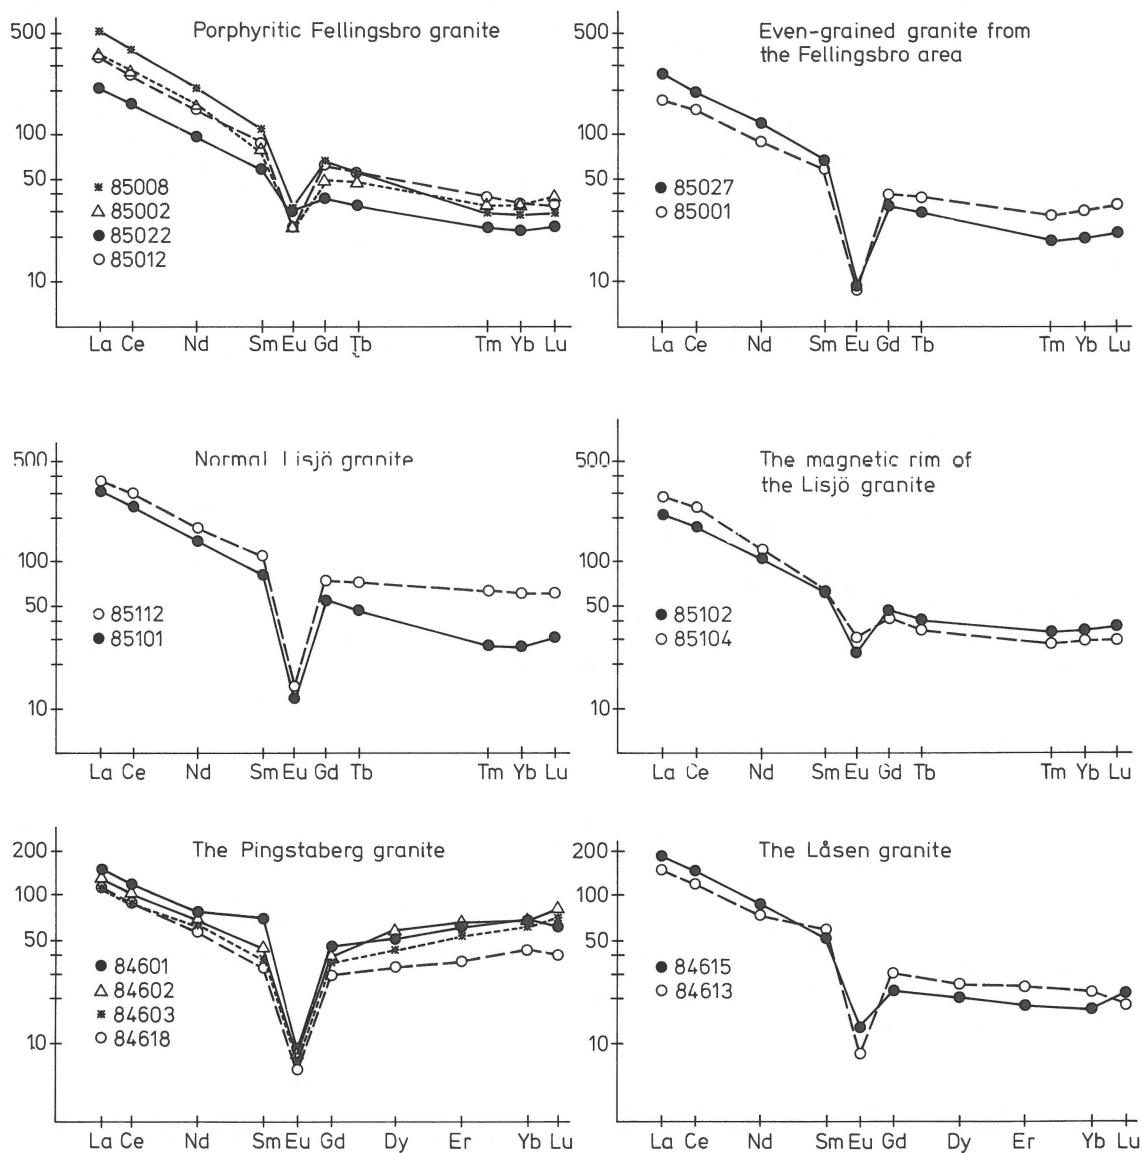 Porphyritic Fellingsbro granite
500
100
50
10
85008
85002
85022
85012
La Ce Nd Sm Eu Gd Tb Tm Yb Lu
Even-grained granite from
the Fellingsbro area
500
100
50
10
85027
85001
La Ce Nd Sm Eu Gd Tb Tm Yb Lu
Normal Lisjö granite
500
100
50
10
85112
85101
La Ce Nd Sm Eu Gd Tb Tm Yb Lu
The magnetic rim of
the Lisjö granite
500
100
50
10
85102
85104
La Ce Nd Sm Eu Gd Tb Tm Yb Lu
The Pingstaberg granite
200
100
50
10
84601
84602
84603
84618
La Ce Nd Sm Eu Gd Dy Er Yb Lu
The Låsen granite
200
100
50
10
84615
84613
La Ce Nd Sm Eu Gd Dy Er Yb Lu